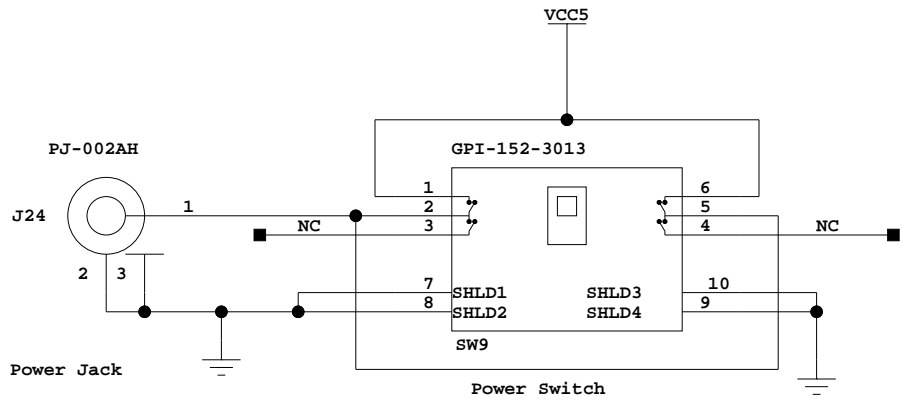 VCC5
PJ-002AH
GPI-152-3013
1 6
J24 1 2 5
NC 3 4 NC
2 3
7 SHLD1 SHLD3 10
8 SHLD2 SHLD4 9
SW9
Power Jack
Power Switch